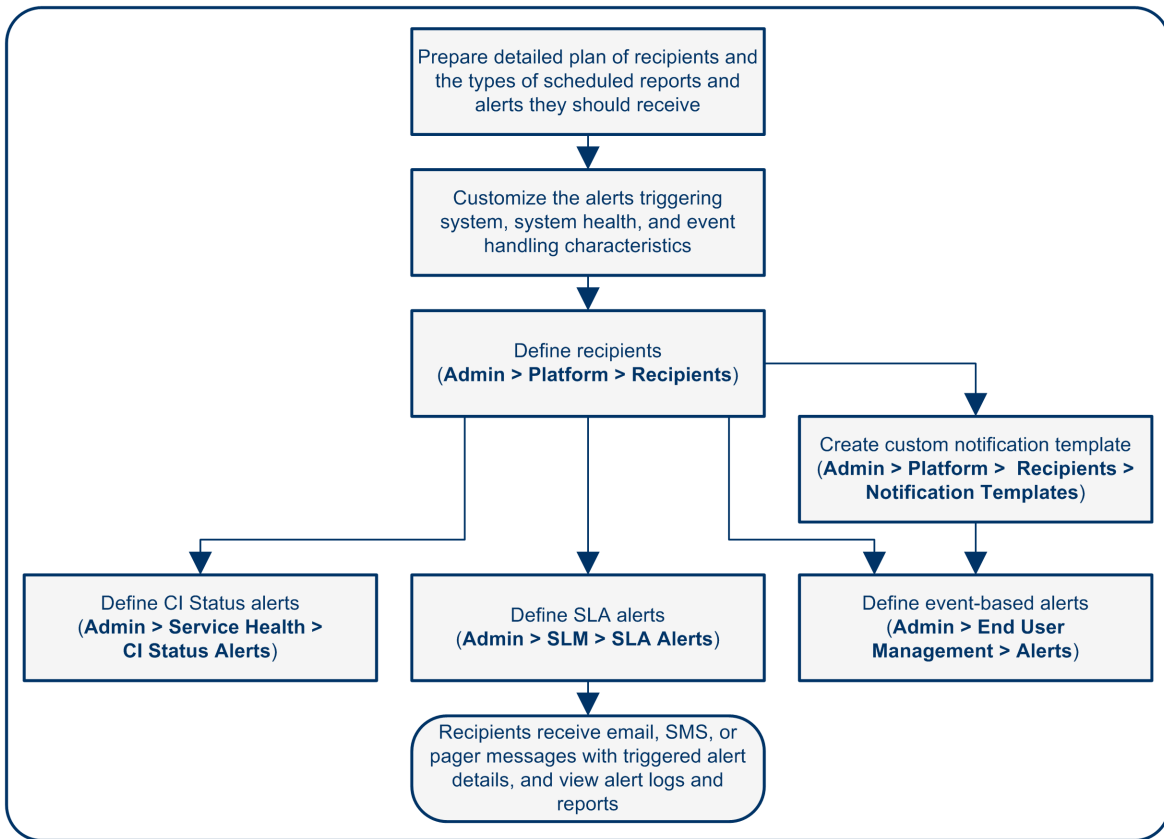 Prepare detailed plan of recipients and
the types of scheduled reports and
alerts they should receive
Customize the alerts triggering
system, system health, and event
handling characteristics
Define recipients
(Admin > Platform > Recipients)
Create custom notification template
(Admin > Platform > Recipients >
Notification Templates)
Define CI Status alerts
(Admin > Service Health >
CI Status Alerts)
Define SLA alerts
(Admin > SLM > SLA Alerts)
Define event-based alerts
(Admin > End User
Management > Alerts)
Recipients receive email, SMS, or
pager messages with triggered alert
details, and view alert logs and
reports